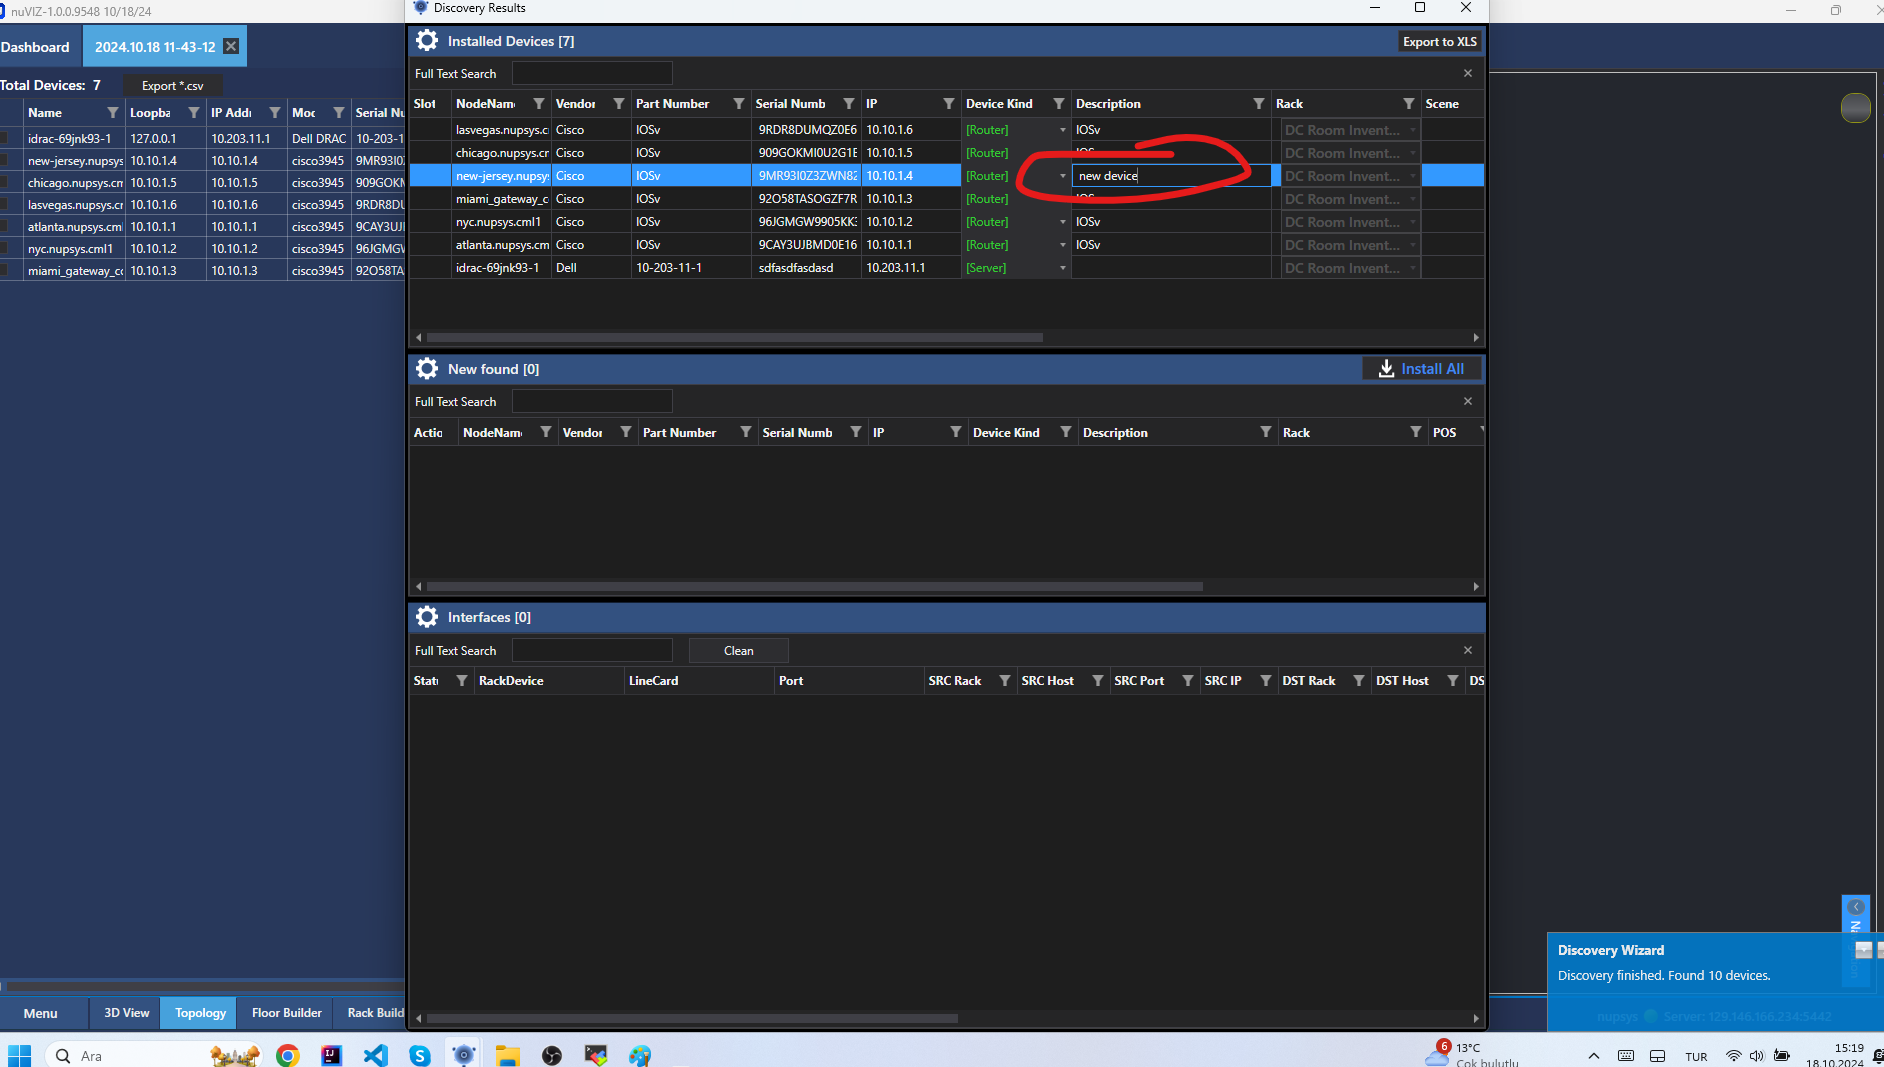 nuVIZ-1.0.0.9548 10/18/24
Dashboard
2024.10.18 11-43-12
Total Devices: 7
Export *.csv
Name Loopba IP Addı Moc Serial Nu
idrac-69jnk93-1 127.0.0.1 10.203.11.1 Dell DRAC 10-203-1
new-jersey.nupsys 10.10.1.4 10.10.1.4 cisco3945 9MR93I0
chicago.nupsys.cm 10.10.1.5 10.10.1.5 cisco3945 909GOKM
lasvegas.nupsys.cr 10.10.1.6 10.10.1.6 cisco3945 9RDR8DU
atlanta.nupsys.cml 10.10.1.1 10.10.1.1 cisco3945 9CAY3UJ
nyc.nupsys.cml1 10.10.1.2 10.10.1.2 cisco3945 96JGMGW
miami_gateway_cc 10.10.1.3 10.10.1.3 cisco3945 92O58TA
Discovery Results
Installed Devices [7]
Export to XLS
Full Text Search
Slot NodeName Vendor Part Number Serial Numb IP Device Kind Description Rack Scene
lasvegas.nupsys.c Cisco IOSv 9RDR8DUMQZ0E6 10.10.1.6 [Router] IOSv DC Room Invent...
chicago.nupsys.cr Cisco IOSv 909GOKMI0U2G1E 10.10.1.5 [Router] IOSv DC Room Invent...
new-jersey.nupsy Cisco IOSv 9MR93I0Z3ZWN82 10.10.1.4 [Router] new device DC Room Invent...
miami_gateway_c Cisco IOSv 92O58TASOGZF7R 10.10.1.3 [Router] IOSv DC Room Invent...
nyc.nupsys.cml1 Cisco IOSv 96JGMGW9905KK3 10.10.1.2 [Router] IOSv DC Room Invent...
atlanta.nupsys.cm Cisco IOSv 9CAY3UJBMD0E16 10.10.1.1 [Router] IOSv DC Room Invent...
idrac-69jnk93-1 Dell 10-203-11-1 sdfasdfasdasd 10.203.11.1 [Server] DC Room Invent...
New found [0]
Install All
Full Text Search
Actio NodeName Vendor Part Number Serial Numb IP Device Kind Description Rack POS
Interfaces [0]
Full Text Search
Clean
Statu RackDevice LineCard Port SRC Rack SRC Host SRC Port SRC IP DST Rack DST Host DS
Discovery Wizard
Discovery finished. Found 10 devices.
nupsys Server: 129.146.166.234:5442
Menu 3D View Topology Floor Builder Rack Build
Ara
6
13°C
Çok bulutlu
TUR
15:19
18.10.2024